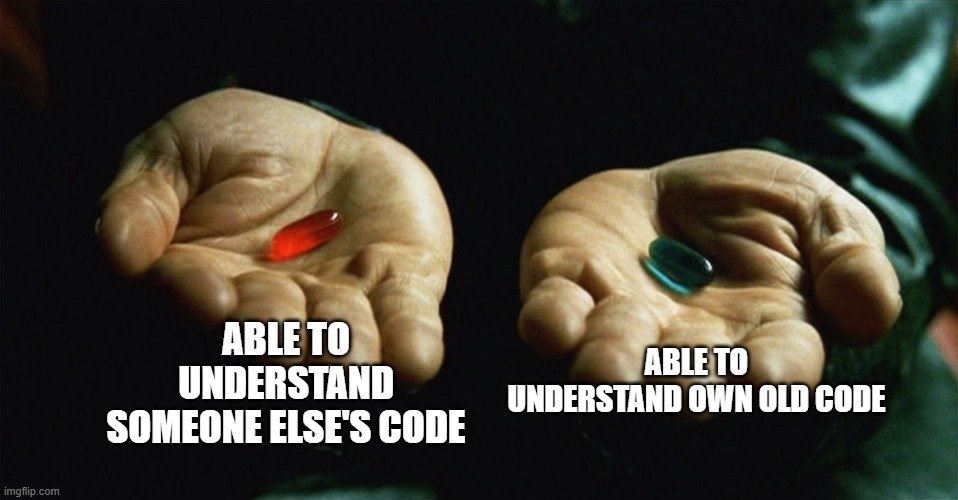 ABLE TO
UNDERSTAND
SOMEONE ELSE'S CODE
ABLE TO
UNDERSTAND OWN OLD CODE
imgflip.com